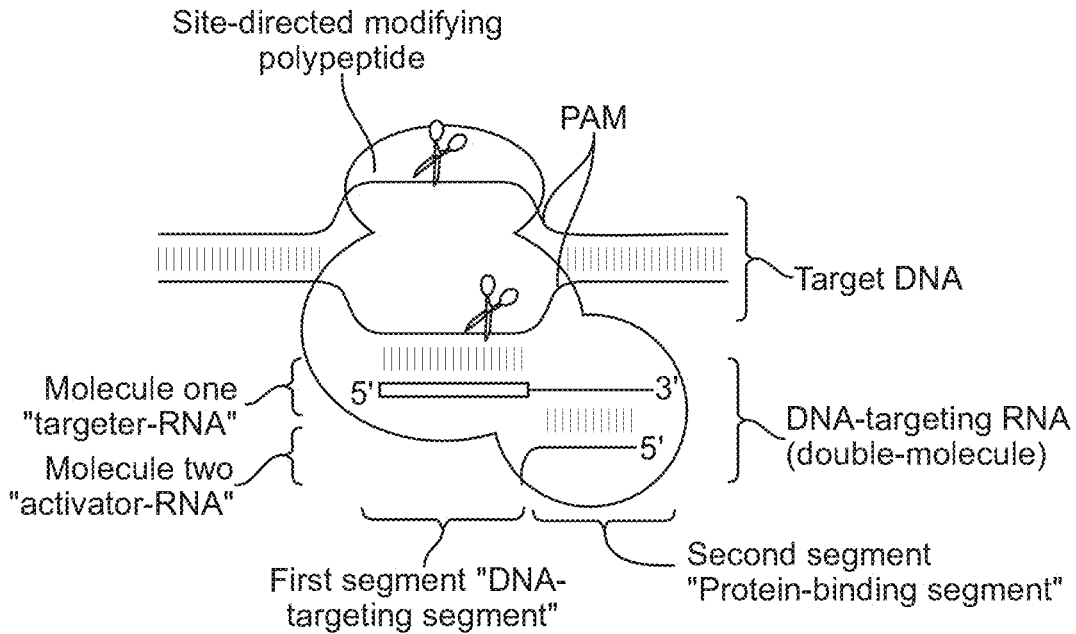 Site-directed modifying
polypeptide
PAM
Target DNA
Molecule one
"targeter-RNA"
5'
3'
DNA-targeting RNA
(double-molecule)
Molecule two
"activator-RNA"
5'
First segment "DNA-
targeting segment"
Second segment
"Protein-binding segment"